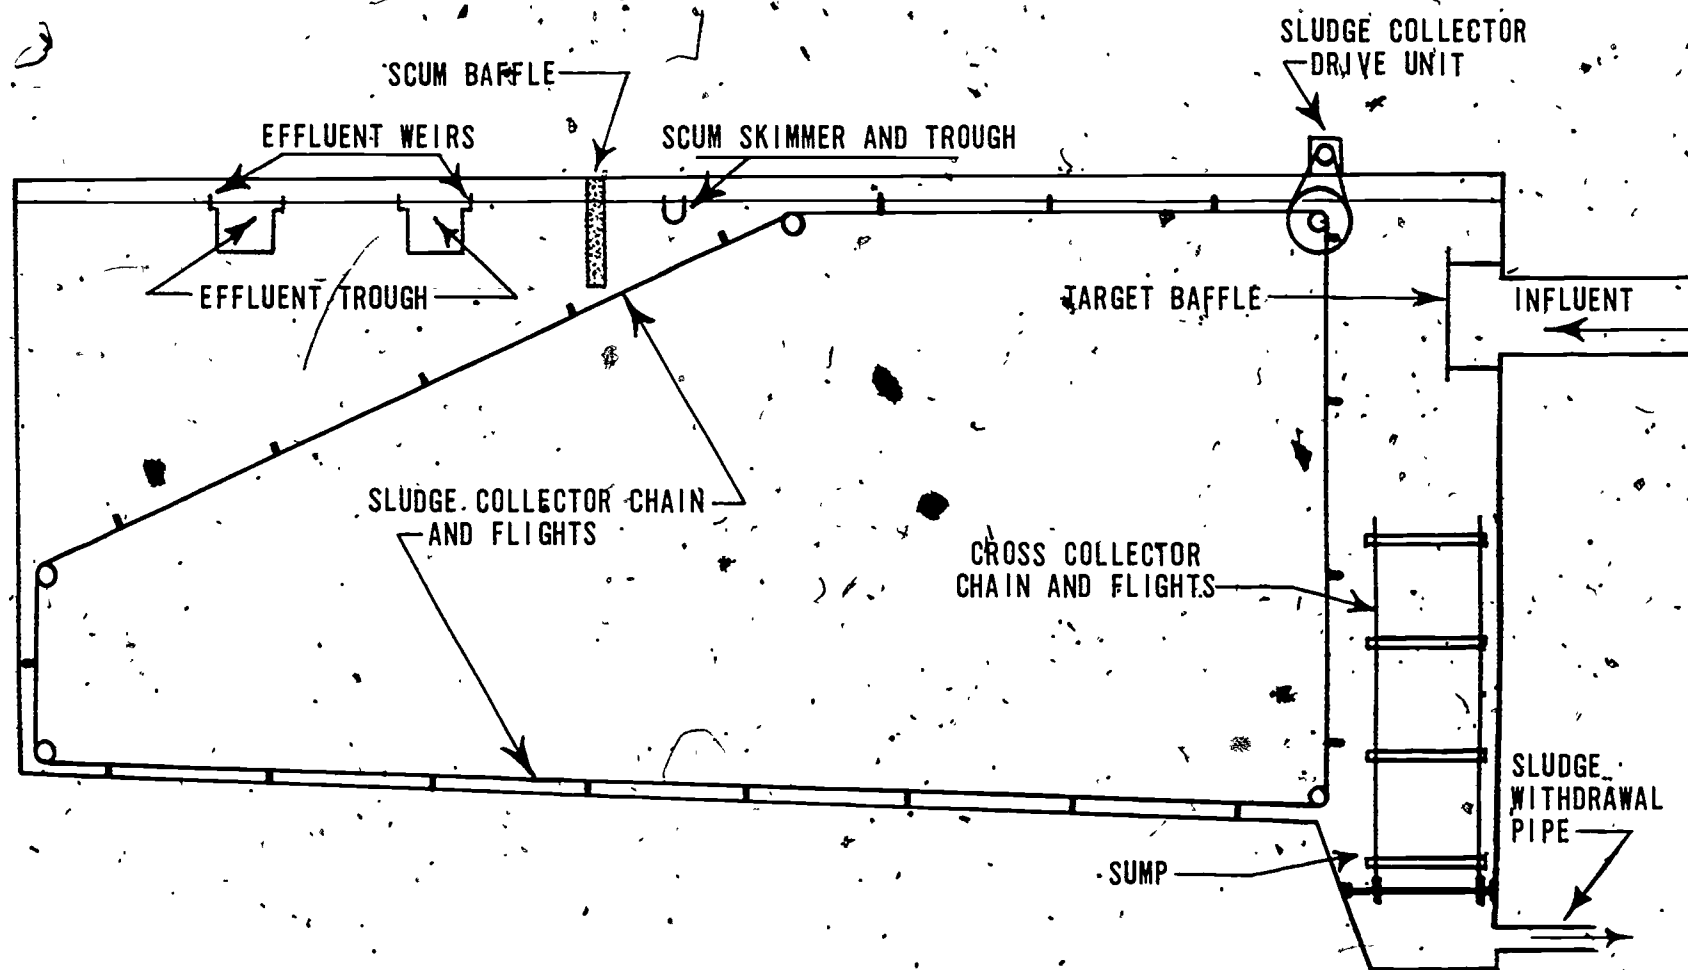 SLUDGE COLLECTOR
DRIVE UNIT
SCUM BAFFLE
EFFLUENT WEIRS
SCUM SKIMMER AND TROUGH
EFFLUENT TROUGH
TARGET BAFFLE
INFLUENT
SLUDGE COLLECTOR CHAIN
AND FLIGHTS
CROSS COLLECTOR
CHAIN AND FLIGHTS
SLUDGE
WITHDRAWAL
PIPE
SUMP